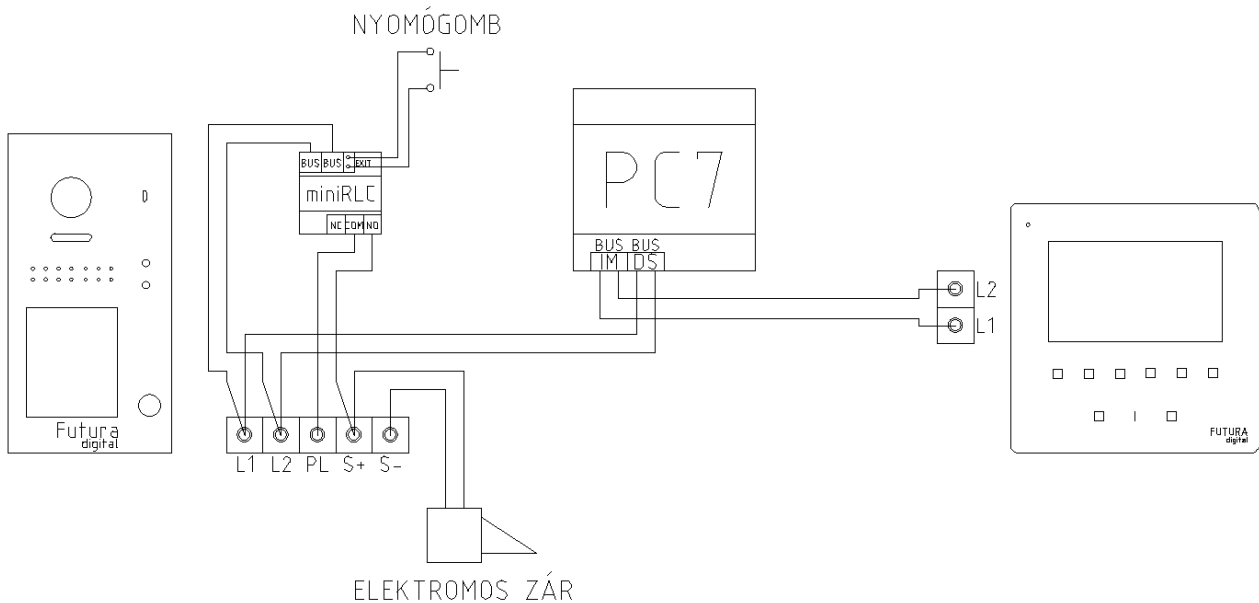 NYOMÓGOMB
BUS BUS EXIT
miniRLC
NC COM NO
PC7
BUS BUS
IM DS
L2
L1
Futura
digital
L1 L2 PL S+ S-
FUTURA
digital
ELEKTROMOS ZÁR